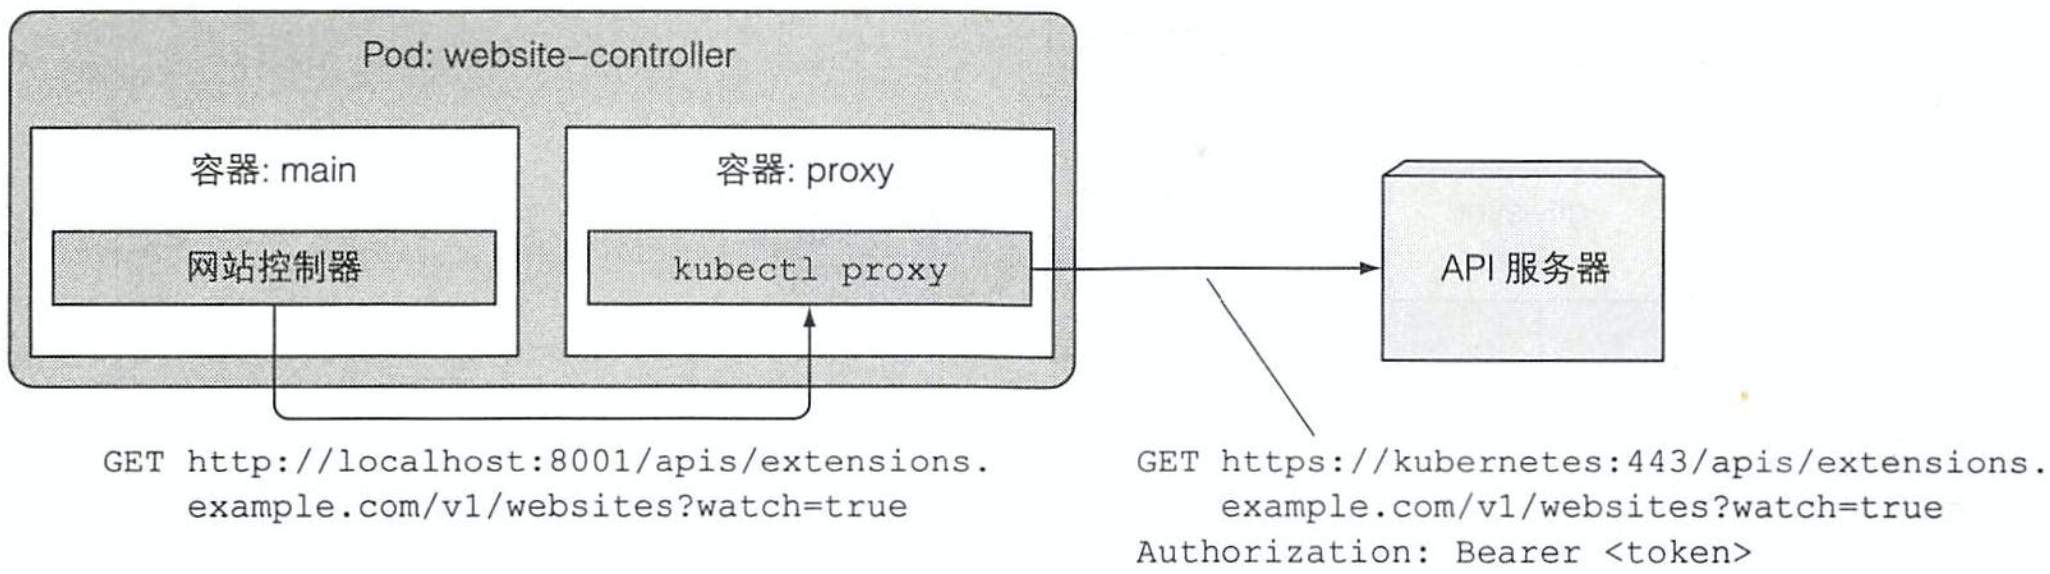 Pod: website-controller
容器: main
容器: proxy
网站控制器
kubectl proxy
API 服务器
GET http://localhost:8001/apis/extensions.
example.com/v1/websites?watch=true
GET https://kubernetes:443/apis/extensions.
example.com/v1/websites?watch=true
Authorization: Bearer <token>